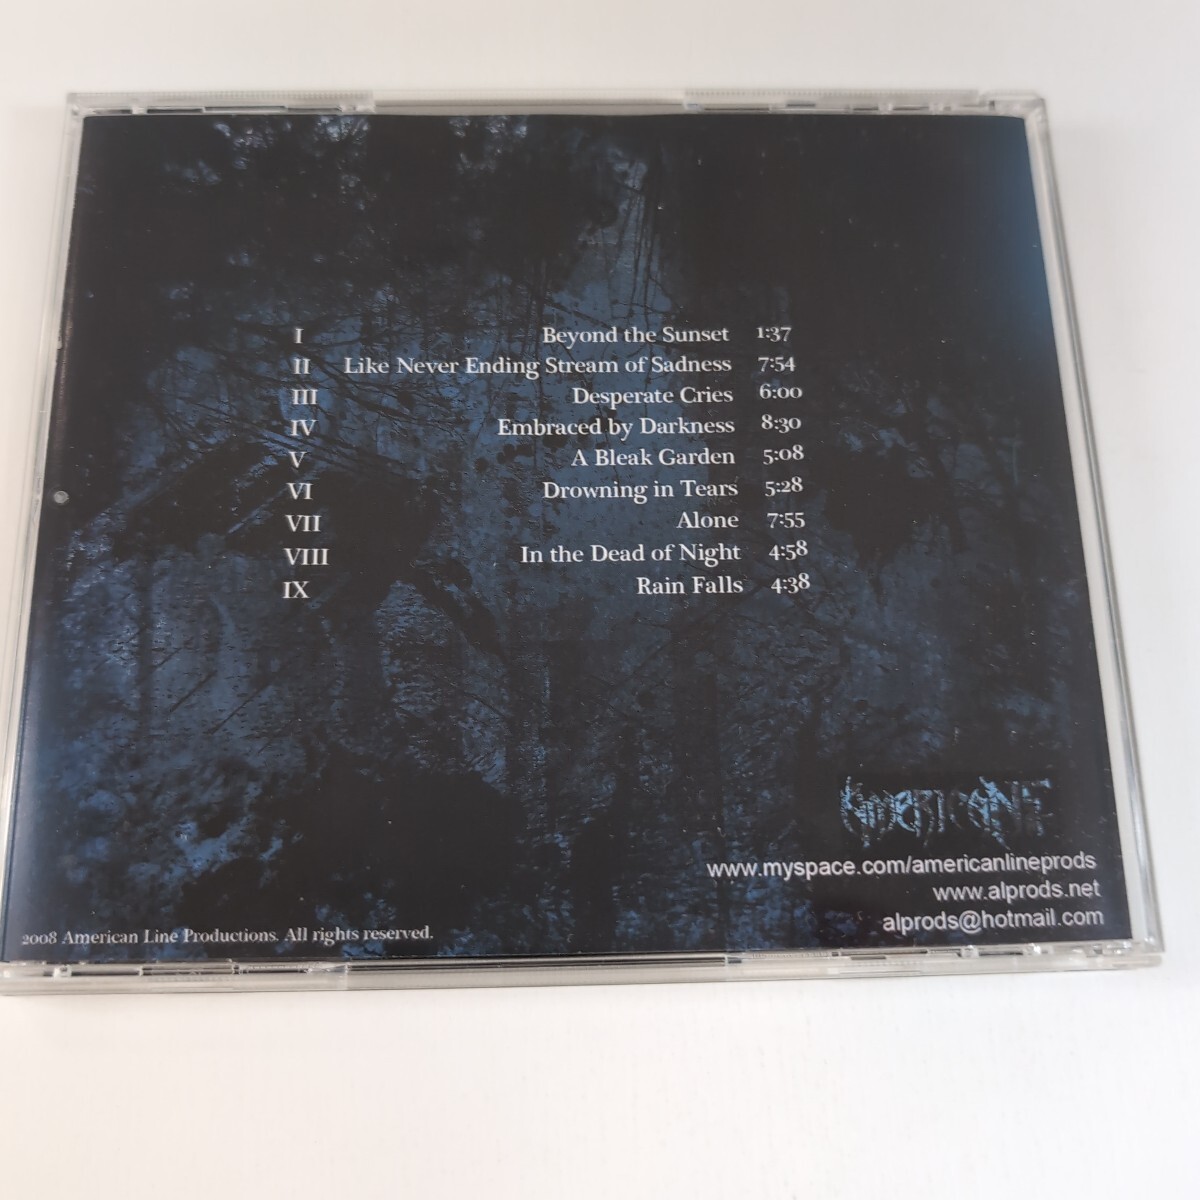 I Beyond the Sunset 1:37
II Like Never Ending Stream of Sadness 7:54
III Desperate Cries 6:00
IV Embraced by Darkness 8:30
V A Bleak Garden 5:08
VI Drowning in Tears 5:28
VII Alone 7:55
VIII In the Dead of Night 4:58
IX Rain Falls 4:38
www.myspace.com/americanlineprods
www.alprods.net
alprods@hotmail.com
2008 American Line Productions. All rights reserved.